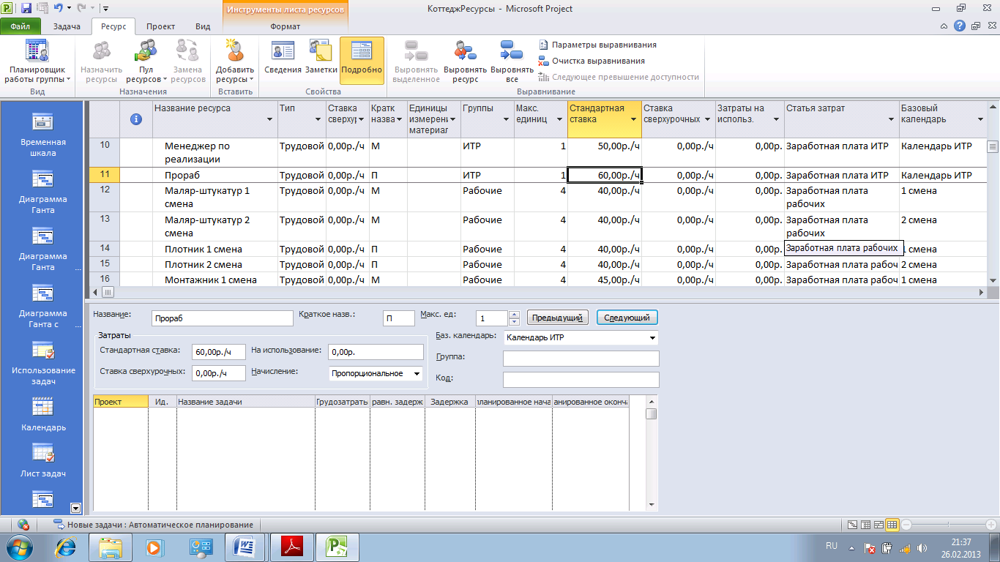 Инструменты листа ресурсов
КоттеджРесурсы - Microsoft Project
Файл Задача Ресурс Проект Вид Формат
Планировщик работы группы
Назначить ресурсы
Пул ресурсов
Замена ресурсов
Добавить ресурсы
Сведения
Заметки
Подробно
Выровнять выделенное
Выровнять ресурс
Выровнять все
Параметры выравнивания
Очистка выравнивания
Следующее превышение доступности
Вид Назначения Вставить Свойства Выравнивание
Временная шкала
Диаграмма Ганта
Диаграмма Ганта ...
Диаграмма Ганта с ...
Использование задач
Календарь
Лист задач
Название ресурса Тип Ставка сверхур Кратк назва Единицы измерени материал Группы Макс. единиц Стандартная ставка Ставка сверхурочных Затраты на использ. Статья затрат Базовый календарь
10 Менеджер по реализации Трудовой 0,00р./ч М ИТР 1 50,00р./ч 0,00р./ч 0,00р. Заработная плата ИТР Календарь ИТР
11 Прораб Трудовой 0,00р./ч П ИТР 1 60,00р./ч 0,00р./ч 0,00р. Заработная плата ИТР Календарь ИТР
12 Маляр-штукатур 1 смена Трудовой 0,00р./ч М Рабочие 4 40,00р./ч 0,00р./ч 0,00р. Заработная плата рабочих 1 смена
13 Маляр-штукатур 2 смена Трудовой 0,00р./ч М Рабочие 4 40,00р./ч 0,00р./ч 0,00р. Заработная плата рабочих 2 смена
14 Плотник 1 смена Трудовой 0,00р./ч П Рабочие 4 40,00р./ч 0,00р./ч 0,00р. Заработная плата рабочих смена
15 Плотник 2 смена Трудовой 0,00р./ч П Рабочие 4 40,00р./ч 0,00р./ч 0,00р. Заработная плата рабоч 2 смена
16 Монтажник 1 смена Трудовой 0,00р./ч М Рабочие 4 45,00р./ч 0,00р./ч 0,00р. Заработная плата рабоч 1 смена
Название: Прораб Краткое назв.: П Макс. ед: 1 Предыдущий Следующий
Затраты
Баз. календарь: Календарь ИТР
Стандартная ставка: 60,00р./ч На использование: 0,00р.
Группа:
Ставка сверхурочных: 0,00р./ч Начисление: Пропорциональное
Код:
Проект Ид. Название задачи Трудозатраты равн. задерж Задержка планированное нача анированное оконча
Новые задачи : Автоматическое планирование
RU
21:37
26.02.2013